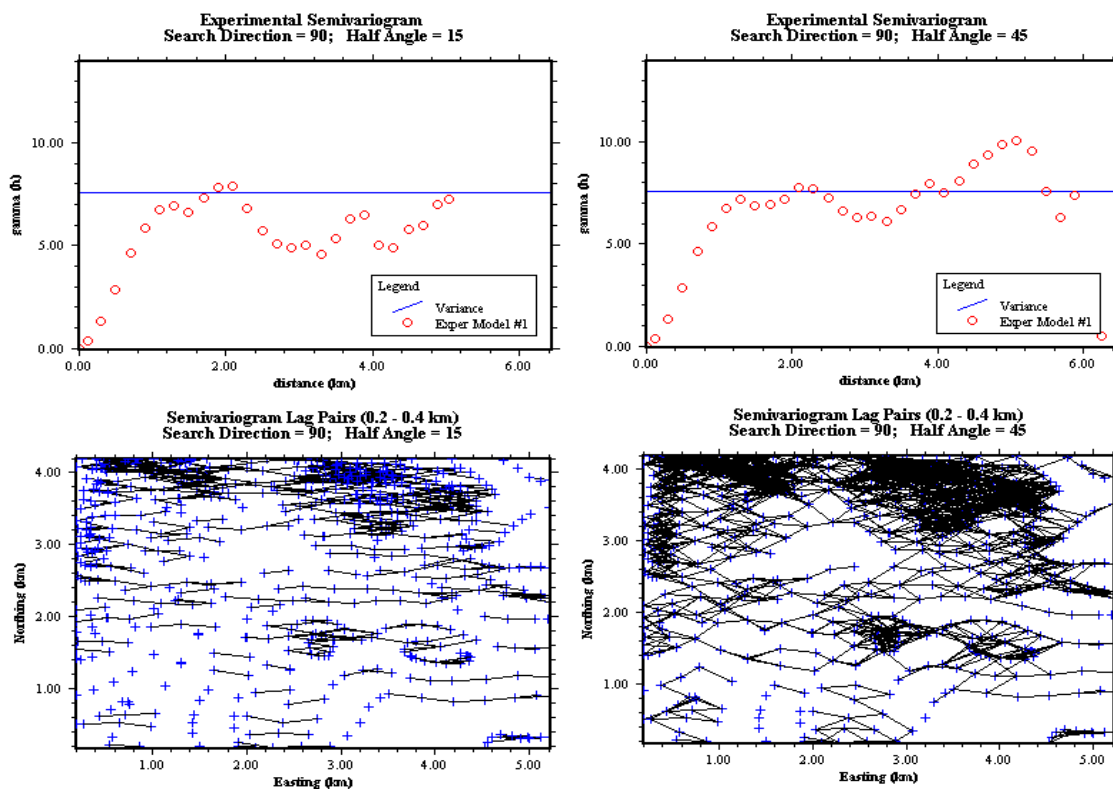 Experimental Semivariogram
Search Direction = 90; Half Angle = 15
gamma (h)
10.00
5.00
0.00
0.00 2.00 4.00 6.00
distance (km)
Legend
Variance
Exper Model #1
Experimental Semivariogram
Search Direction = 90; Half Angle = 45
gamma (h)
10.00
5.00
0.00
0.00 2.00 4.00 6.00
distance (km)
Legend
Variance
Exper Model #1
Semivariogram Lag Pairs (0.2 - 0.4 km)
Search Direction = 90; Half Angle = 15
Northing (km)
4.00
3.00
2.00
1.00
1.00 2.00 3.00 4.00 5.00
Easting (km)
Semivariogram Lag Pairs (0.2 - 0.4 km)
Search Direction = 90; Half Angle = 45
Northing (km)
4.00
3.00
2.00
1.00
1.00 2.00 3.00 4.00 5.00
Easting (km)